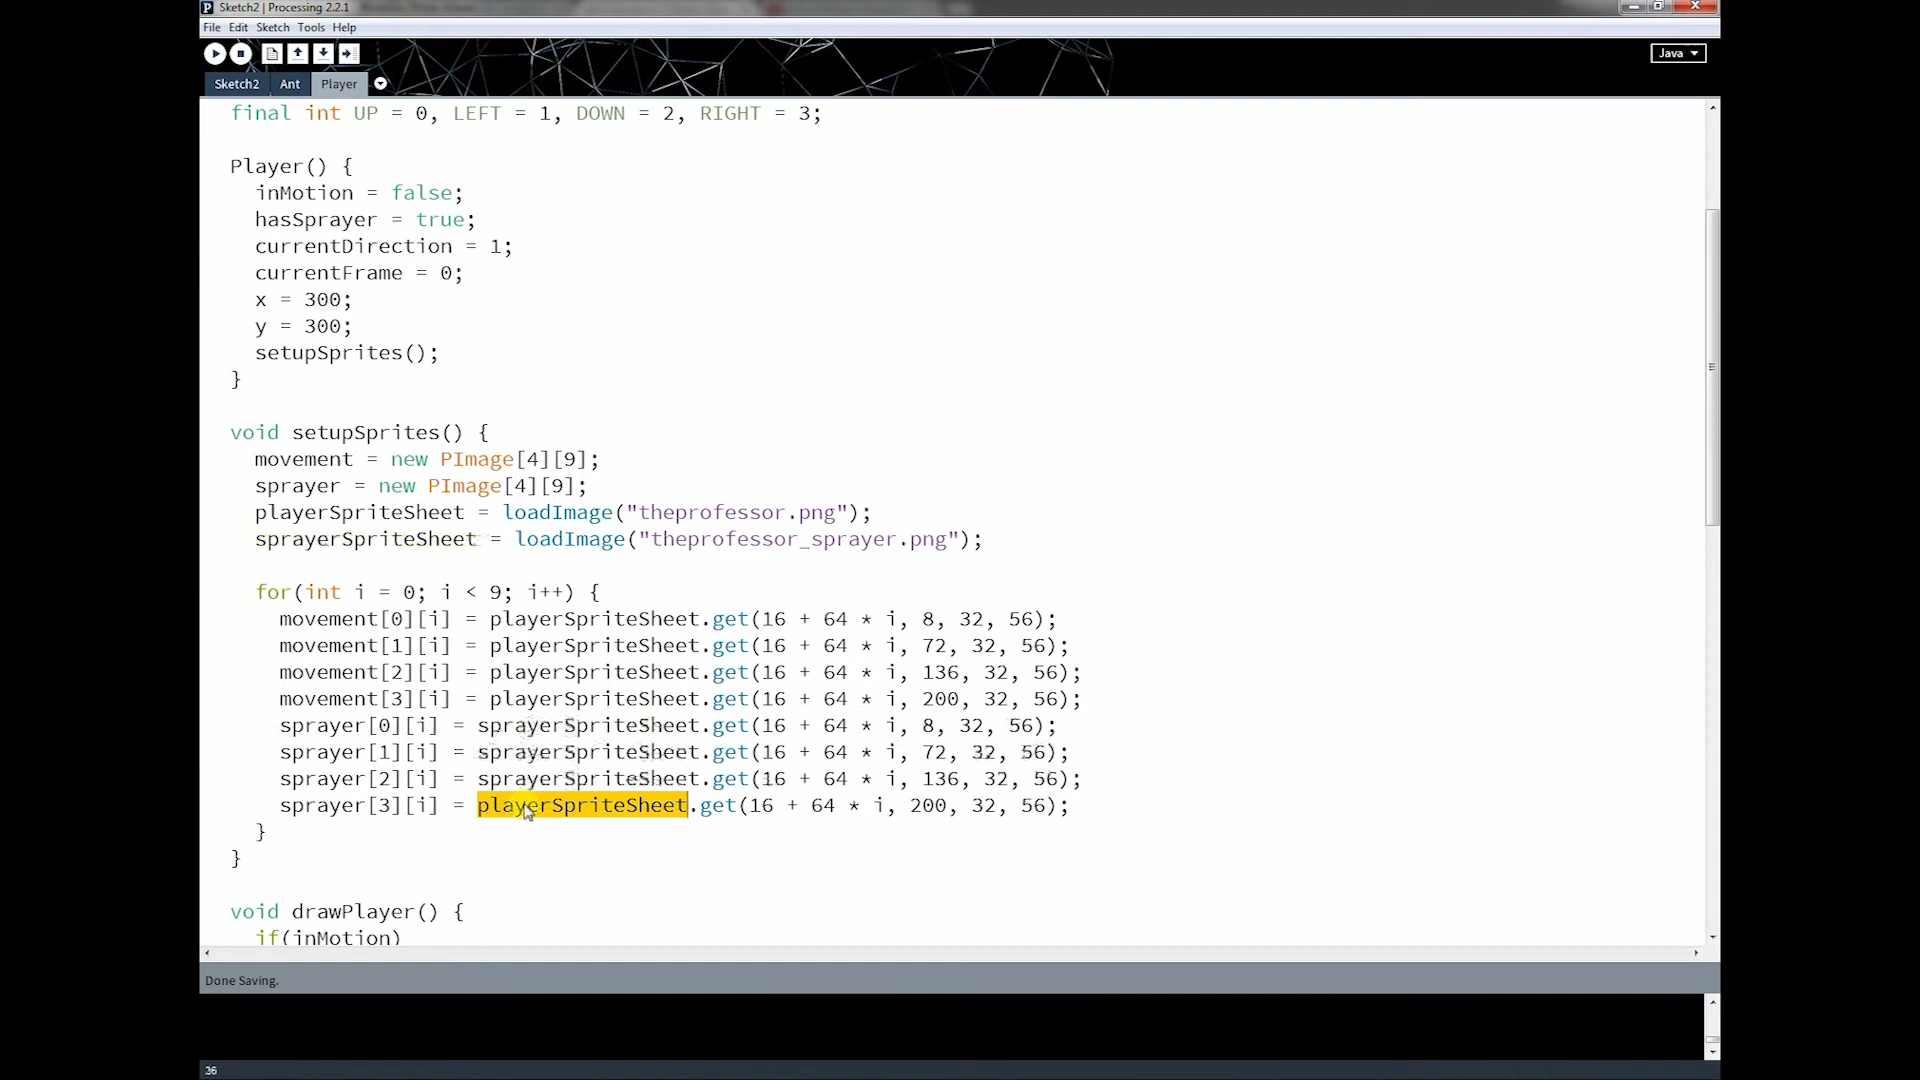 Sketch2 | Processing 2.2.1
File Edit Sketch Tools Help
Java
Sketch2 Ant Player
final int UP = 0, LEFT = 1, DOWN = 2, RIGHT = 3;
Player() {
inMotion = false;
hasSprayer = true;
currentDirection = 1;
currentFrame = 0;
x = 300;
y = 300;
setupSprites();
}
void setupSprites() {
movement = new PImage[4][9];
sprayer = new PImage[4][9];
playerSpriteSheet = loadImage("theprofessor.png");
sprayerSpriteSheet = loadImage("theprofessor_sprayer.png");
for(int i = 0; i < 9; i++) {
movement[0][i] = playerSpriteSheet.get(16 + 64 * i, 8, 32, 56);
movement[1][i] = playerSpriteSheet.get(16 + 64 * i, 72, 32, 56);
movement[2][i] = playerSpriteSheet.get(16 + 64 * i, 136, 32, 56);
movement[3][i] = playerSpriteSheet.get(16 + 64 * i, 200, 32, 56);
sprayer[0][i] = sprayerSpriteSheet.get(16 + 64 * i, 8, 32, 56);
sprayer[1][i] = sprayerSpriteSheet.get(16 + 64 * i, 72, 32, 56);
sprayer[2][i] = sprayerSpriteSheet.get(16 + 64 * i, 136, 32, 56);
sprayer[3][i] = playerSpriteSheet.get(16 + 64 * i, 200, 32, 56);
}
}
void drawPlayer() {
if(inMotion)
Done Saving.
36